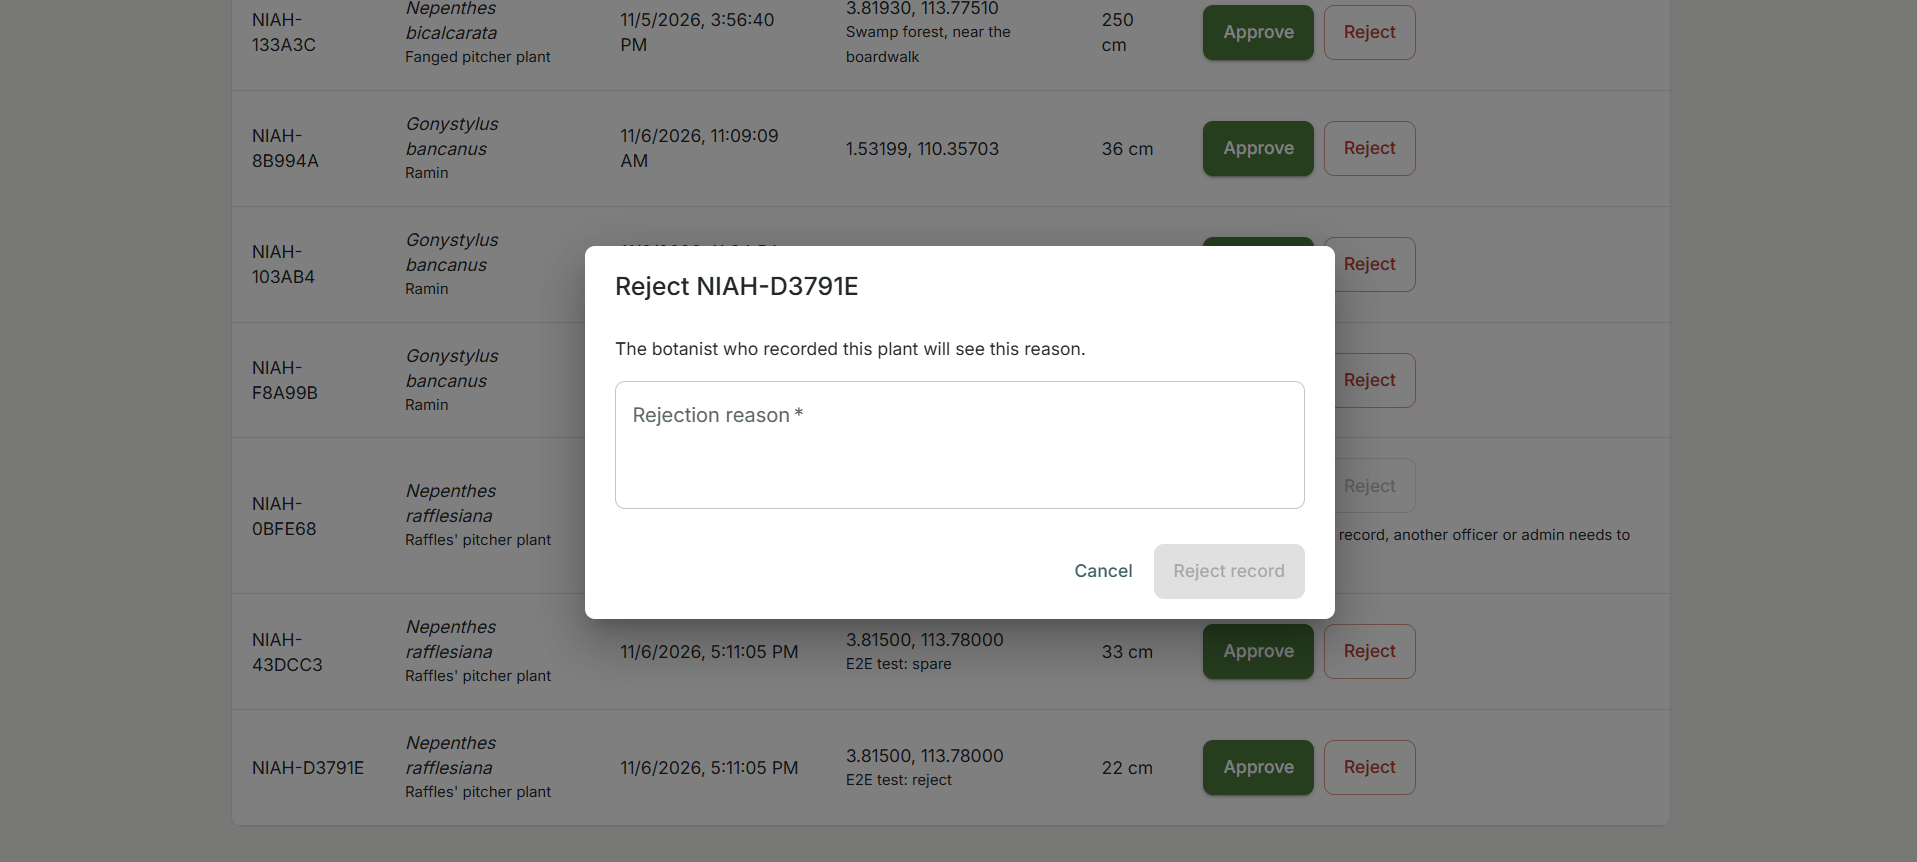 NIAH-
133A3C
Nepenthes
bicalcarata
Fanged pitcher plant
11/5/2026, 3:56:40
PM
3.81930, 113.77510
Swamp forest, near the
boardwalk
250
cm
Approve
Reject
NIAH-
8B994A
Gonystylus
bancanus
Ramin
11/6/2026, 11:09:09
AM
1.53199, 110.35703
36 cm
Approve
Reject
NIAH-
103AB4
Gonystylus
bancanus
Ramin
Reject
NIAH-
F8A99B
Gonystylus
bancanus
Ramin
Reject
NIAH-
0BFE68
Nepenthes
rafflesiana
Raffles' pitcher plant
Reject
record, another officer or admin needs to
Reject NIAH-D3791E
The botanist who recorded this plant will see this reason.
Rejection reason *
Cancel
Reject record
NIAH-
43DCC3
Nepenthes
rafflesiana
Raffles' pitcher plant
11/6/2026, 5:11:05 PM
3.81500, 113.78000
E2E test: spare
33 cm
Approve
Reject
NIAH-D3791E
Nepenthes
rafflesiana
Raffles' pitcher plant
11/6/2026, 5:11:05 PM
3.81500, 113.78000
E2E test: reject
22 cm
Approve
Reject